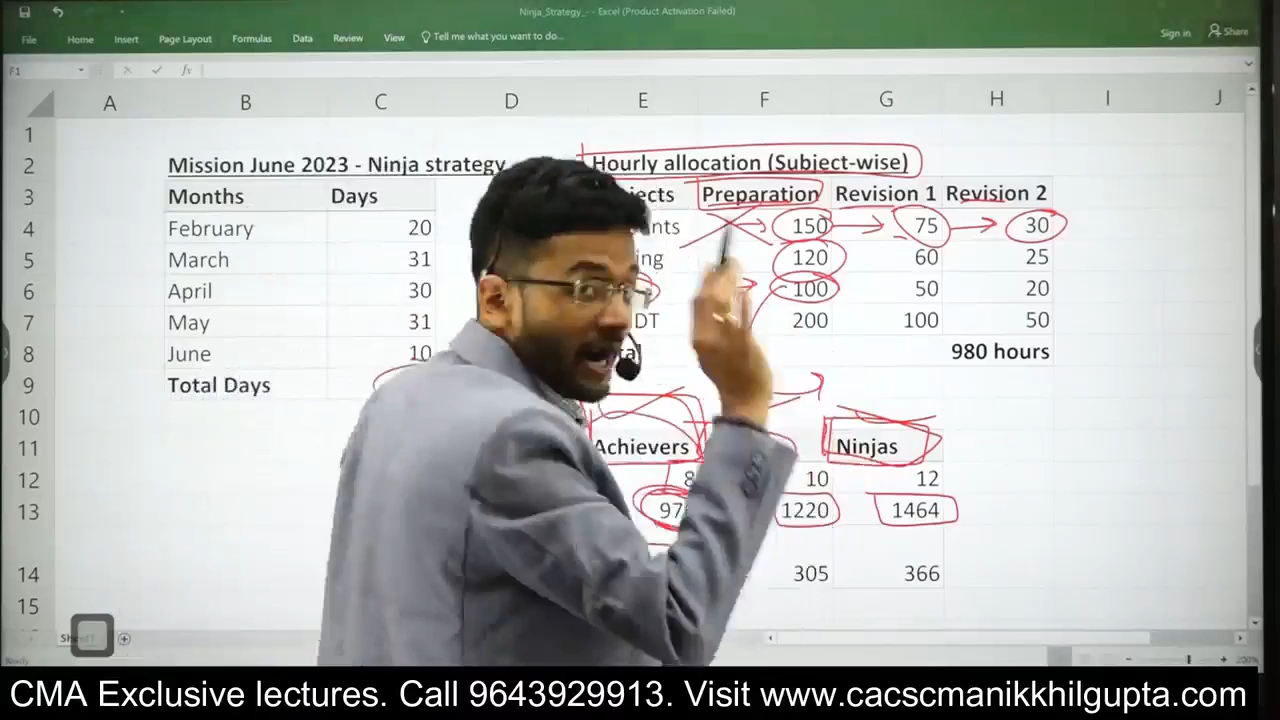 Ninja_Strategy_- - Excel (Product Activation Failed)
File Home Insert Page Layout Formulas Data Review View Tell me what you want to do... Sign in Share
F1 fx
A B C D E F G H I J
1
2 Mission June 2023 - Ninja strategy Hourly allocation (Subject-wise)
3 Months Days Preparation Revision 1 Revision 2
4 February 20 150 75 30
5 March 31 120 60 25
6 April 30 100 50 20
7 May 31 DT 200 100 50
8 June 10 980 hours
9 Total Days
10
11 Achievers Ninjas
12 8 10 12
13 97 1220 1464
14 305 366
15
CMA Exclusive lectures. Call 9643929913. Visit www.cacscmanikkhilgupta.com